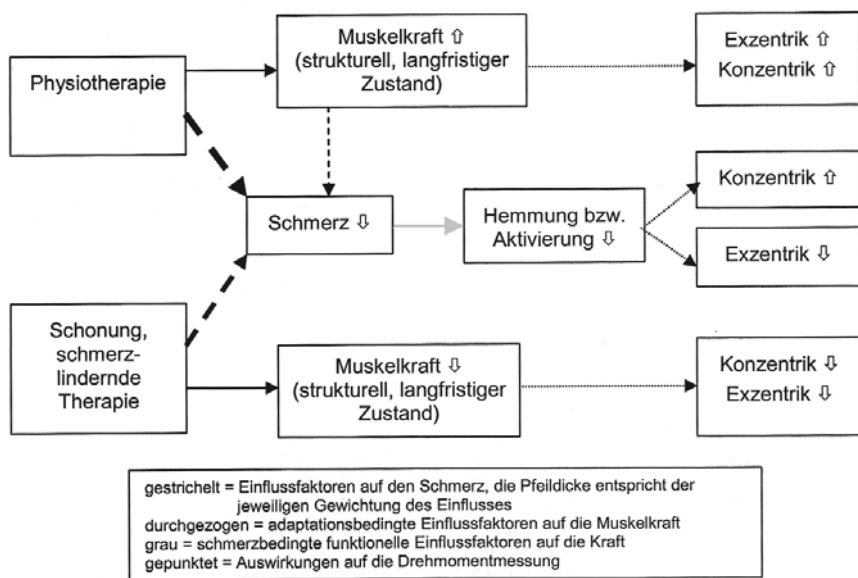 Physiotherapie
Muskelkraft ⇧
(strukturell, langfristiger
Zustand)
Exzentrik ⇧
Konzentrik ⇧
Schmerz ⇩
Hemmung bzw.
Aktivierung ⇩
Konzentrik ⇧
Exzentrik ⇩
Schonung,
schmerz-
lindernde
Therapie
Muskelkraft ⇩
(strukturell, langfristiger
Zustand)
Konzentrik ⇩
Exzentrik ⇩
gestrichelt = Einflussfaktoren auf den Schmerz, die Pfeildicke entspricht der
jeweiligen Gewichtung des Einflusses
durchgezogen = adaptationsbedingte Einflussfaktoren auf die Muskelkraft
grau = schmerzbedingte funktionelle Einflussfaktoren auf die Kraft
gepunktet = Auswirkungen auf die Drehmomentmessung